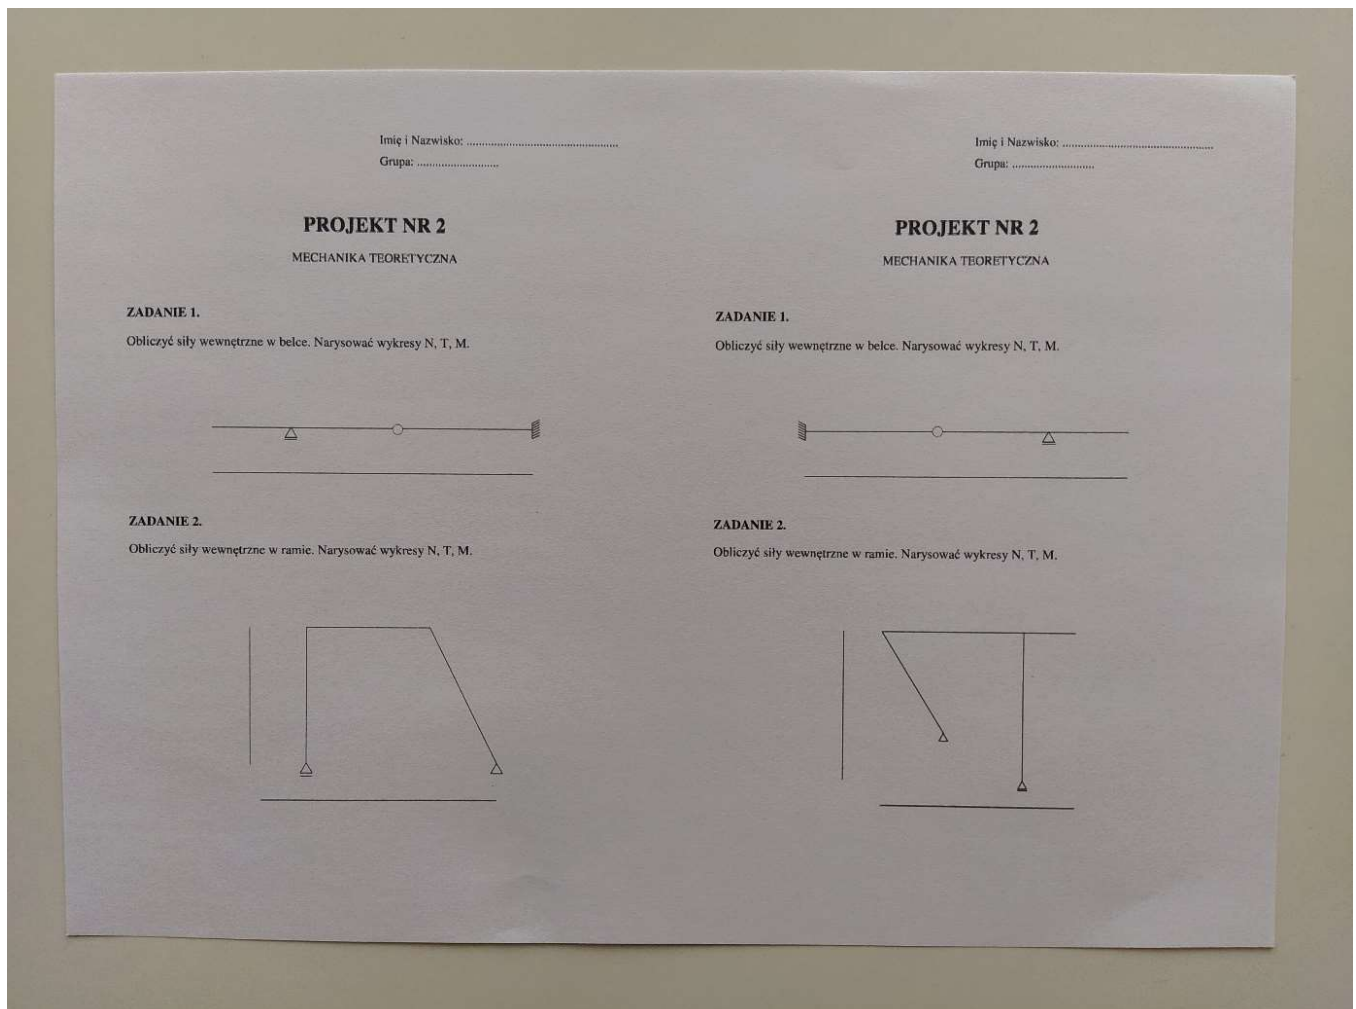 Imię i Nazwisko: ...................................................
Grupa: ...........................
PROJEKT NR 2
MECHANIKA TEORETYCZNA
ZADANIE 1.
Obliczyć siły wewnętrzne w belce. Narysować wykresy N, T, M.
ZADANIE 2.
Obliczyć siły wewnętrzne w ramie. Narysować wykresy N, T, M.
Imię i Nazwisko: ...................................................
Grupa: ...........................
PROJEKT NR 2
MECHANIKA TEORETYCZNA
ZADANIE 1.
Obliczyć siły wewnętrzne w belce. Narysować wykresy N, T, M.
ZADANIE 2.
Obliczyć siły wewnętrzne w ramie. Narysować wykresy N, T, M.